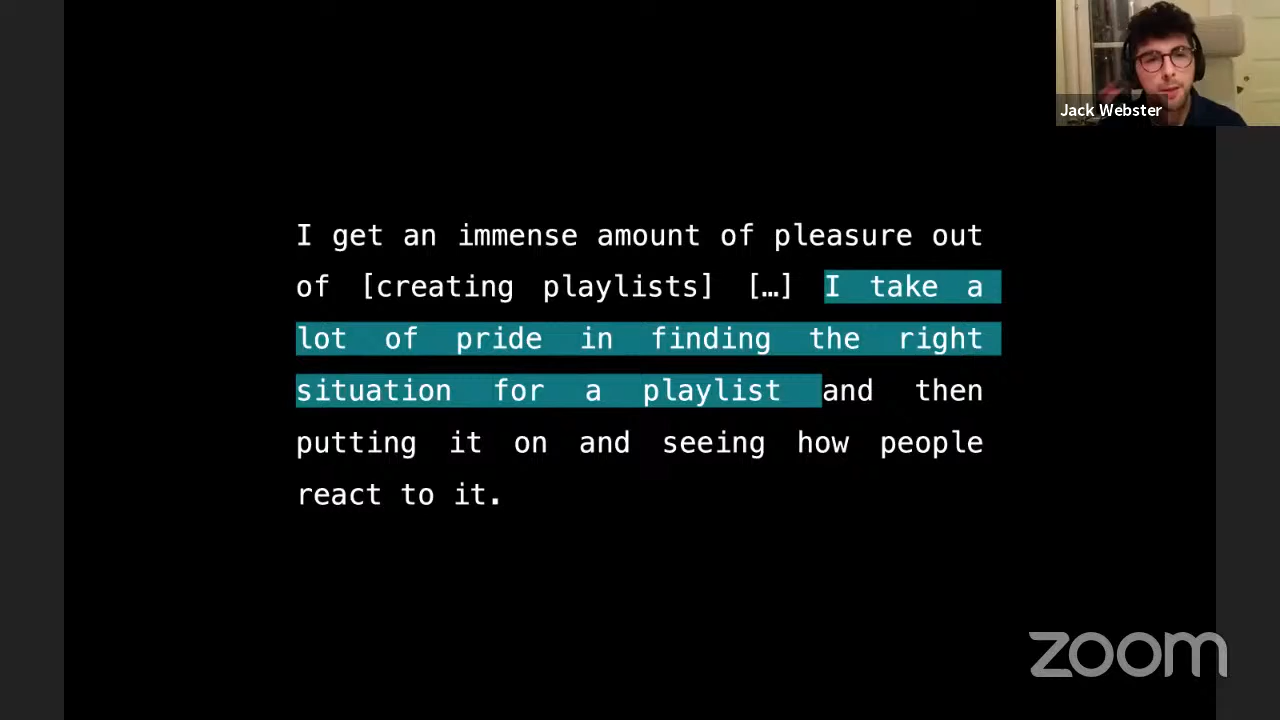 Jack Webster
I get an immense amount of pleasure out
of [creating playlists] […] I take a
lot of pride in finding the right
situation for a playlist and then
putting it on and seeing how people
react to it.
zoom